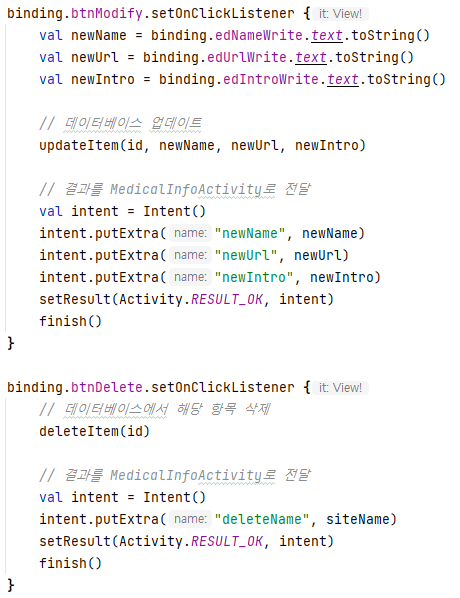 binding.btnModify.setOnClickListener { it: View!
    val newName = binding.edNameWrite.text.toString()
    val newUrl = binding.edUrlWrite.text.toString()
    val newIntro = binding.edIntroWrite.text.toString()

    // 데이터베이스 업데이트
    updateItem(id, newName, newUrl, newIntro)

    // 결과를 MedicalInfoActivity로 전달
    val intent = Intent()
    intent.putExtra( name: "newName", newName)
    intent.putExtra( name: "newUrl", newUrl)
    intent.putExtra( name: "newIntro", newIntro)
    setResult(Activity.RESULT_OK, intent)
    finish()
}

binding.btnDelete.setOnClickListener { it: View!
    // 데이터베이스에서 해당 항목 삭제
    deleteItem(id)

    // 결과를 MedicalInfoActivity로 전달
    val intent = Intent()
    intent.putExtra( name: "deleteName", siteName)
    setResult(Activity.RESULT_OK, intent)
    finish()
}